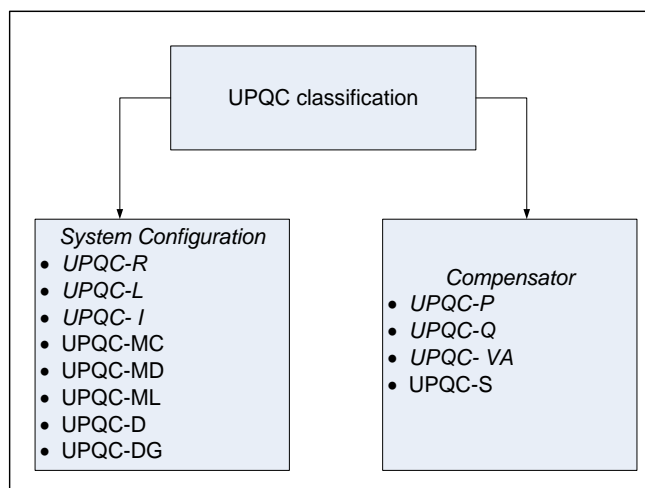 UPQC classification
System Configuration
• UPQC-R
• UPQC-L
• UPQC- I
• UPQC-MC
• UPQC-MD
• UPQC-ML
• UPQC-D
• UPQC-DG
Compensator
• UPQC-P
• UPQC-Q
• UPQC- VA
• UPQC-S